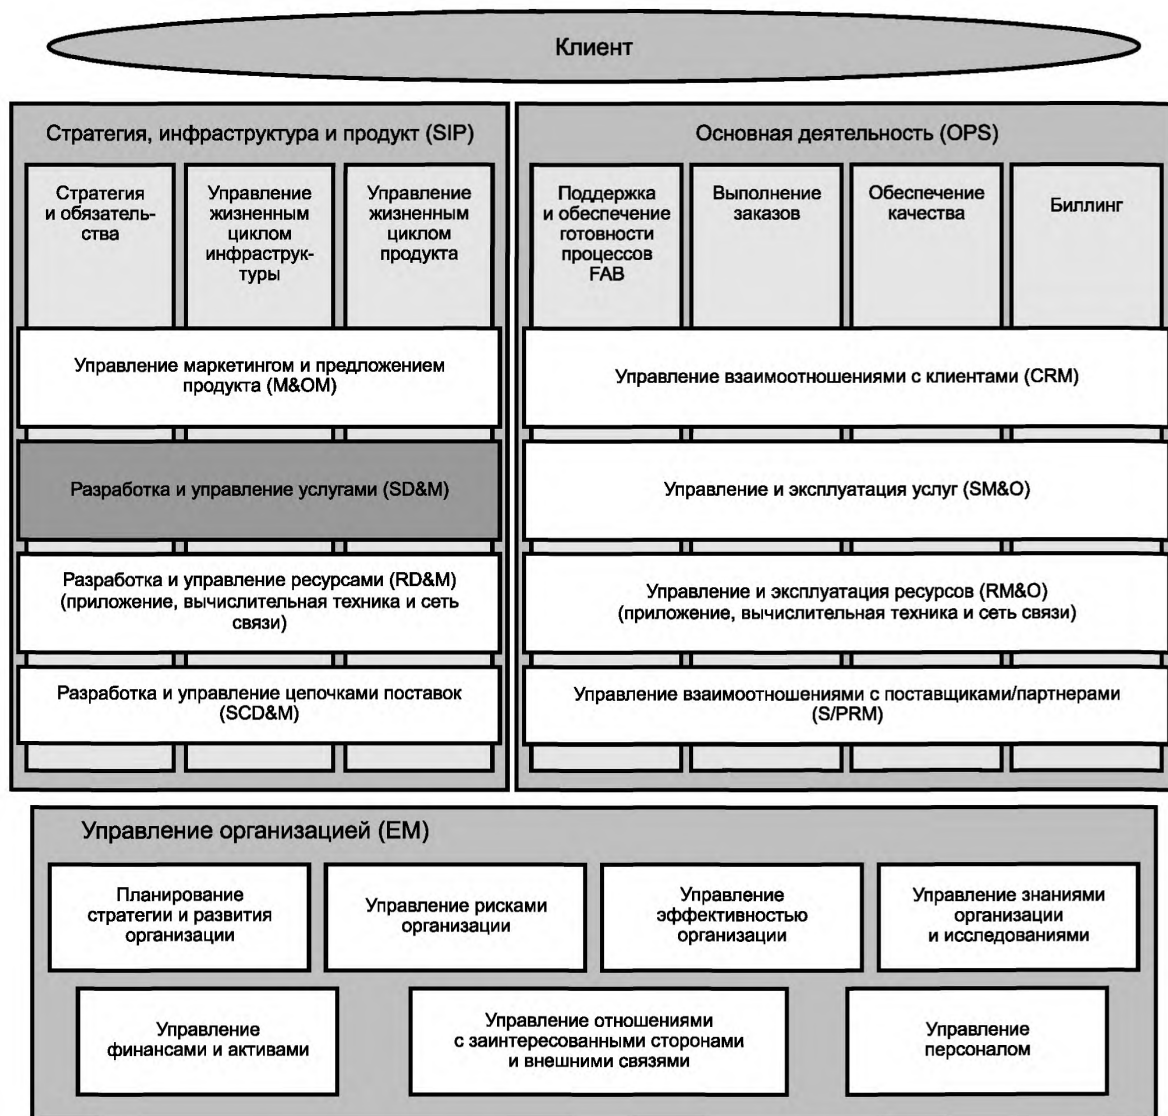 Клиент
Стратегия, инфраструктура и продукт (SIP)
Стратегия
и обязатель-
ства
Управление
жизненным
циклом
инфраструк-
туры
Управление
жизненным
циклом
продукта
Управление маркетингом и предложением
продукта (M&OM)
Разработка и управление услугами (SD&M)
Разработка и управление ресурсами (RD&M)
(приложение, вычислительная техника и сеть
связи)
Разработка и управление цепочками поставок
(SCD&M)
Основная деятельность (OPS)
Поддержка
и обеспечение
готовности
процессов
FAB
Выполнение
заказов
Обеспечение
качества
Биллинг
Управление взаимоотношениями с клиентами (CRM)
Управление и эксплуатация услуг (SM&O)
Управление и эксплуатация ресурсов (RM&O)
(приложение, вычислительная техника и сеть связи)
Управление взаимоотношениями с поставщиками/партнерами
(S/PRM)
Управление организацией (EM)
Планирование
стратегии и развития
организации
Управление рисками
организации
Управление
эффективностью
организации
Управление знаниями
организации
и исследованиями
Управление
финансами и активами
Управление отношениями
с заинтересованными сторонами
и внешними связями
Управление
персоналом